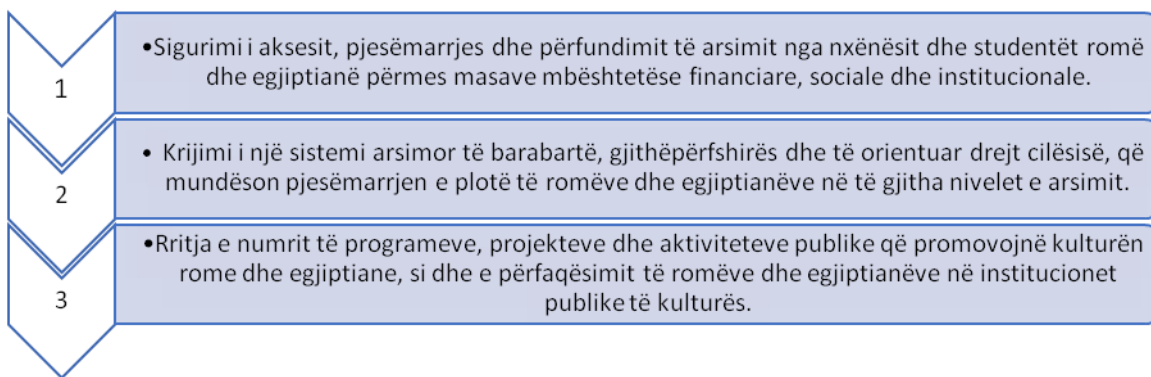 1
•Sigurimi i aksesit, pjesëmarrjes dhe përfundimit të arsimit nga nxënësit dhe studentët romë
dhe egjiptianë përmes masave mbështetëse financiare, sociale dhe institucionale.
2
• Krijimi i një sistemi arsimor të barabartë, gjithëpërfshirës dhe të orientuar drejt cilësisë, që
mundëson pjesëmarrjen e plotë të romëve dhe egjiptianëve në të gjitha nivelet e arsimit.
3
•Rritja e numrit të programeve, projekteve dhe aktiviteteve publike që promovojnë kulturën
rome dhe egjiptiane, si dhe e përfaqësimit të romëve dhe egjiptianëve në institucionet
publike të kulturës.